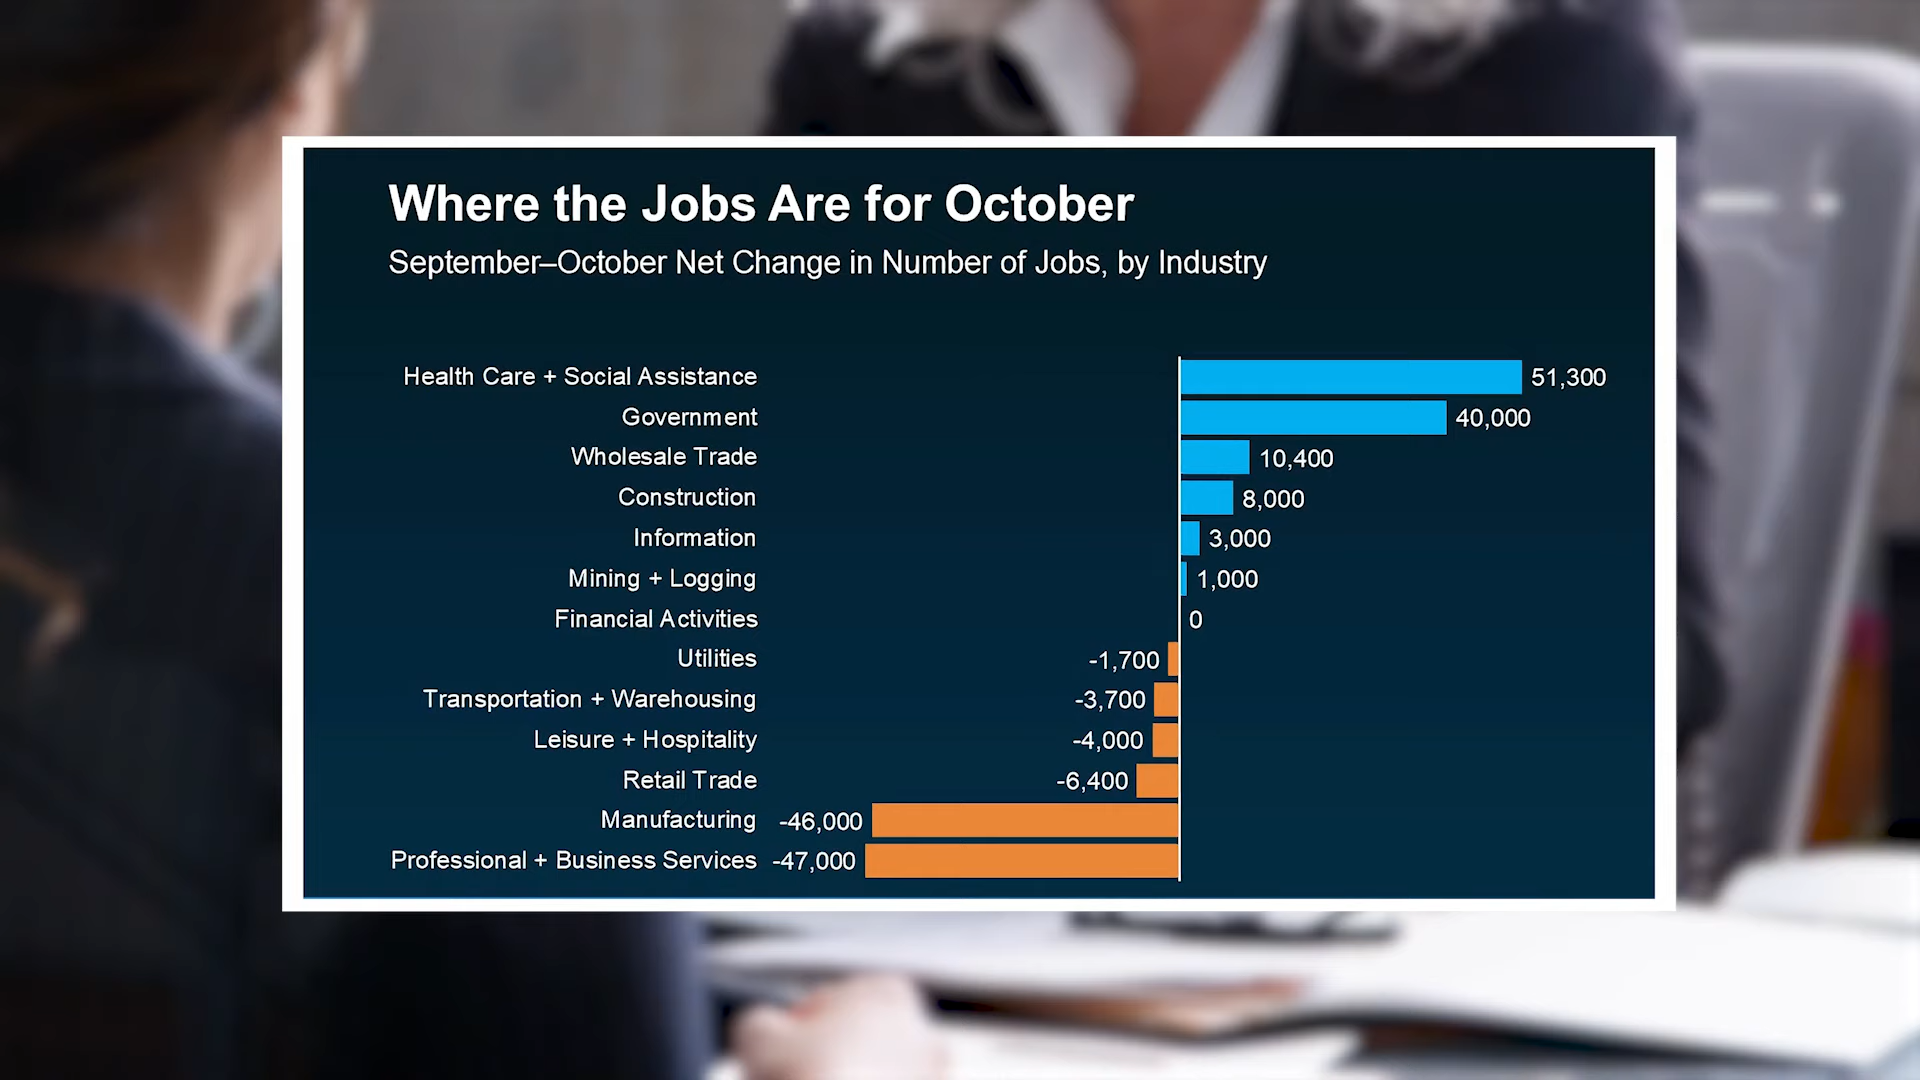 Where the Jobs Are for October
September–October Net Change in Number of Jobs, by Industry
Health Care + Social Assistance 51,300
Government 40,000
Wholesale Trade 10,400
Construction 8,000
Information 3,000
Mining + Logging 1,000
Financial Activities 0
Utilities -1,700
Transportation + Warehousing -3,700
Leisure + Hospitality -4,000
Retail Trade -6,400
Manufacturing -46,000
Professional + Business Services -47,000